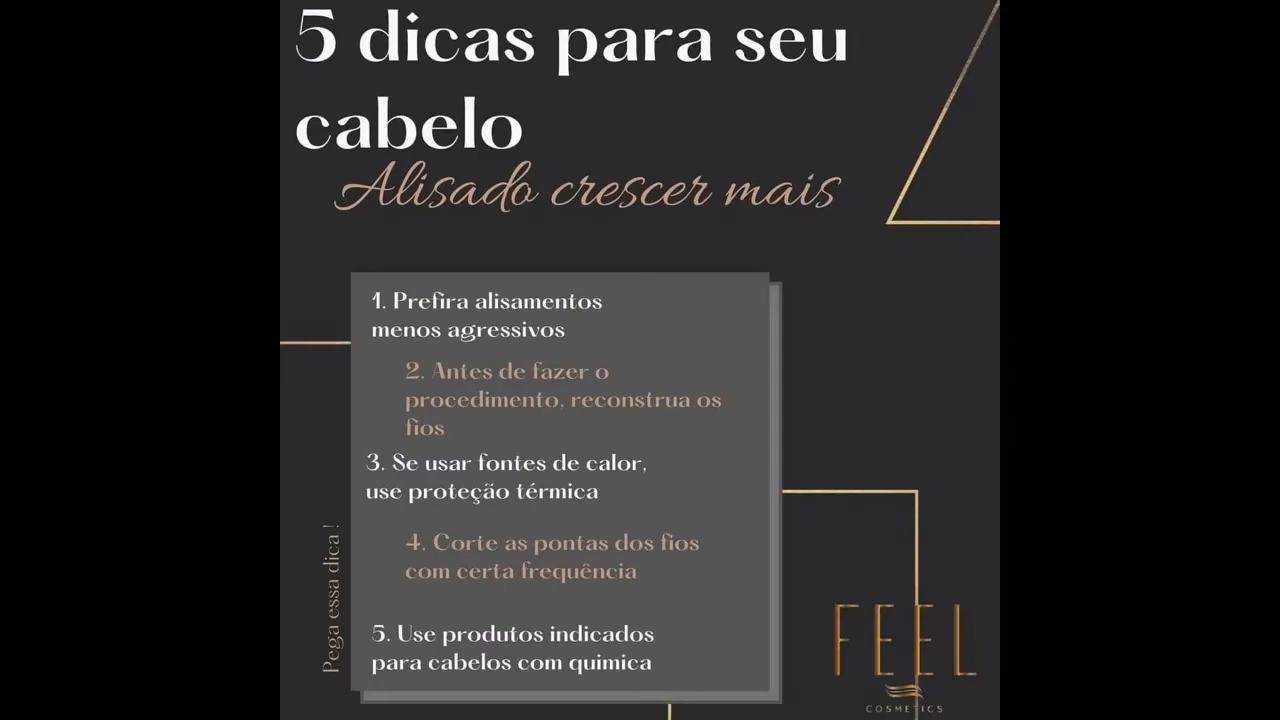 5 dicas para seu
cabelo
Alisado crescer mais
1. Prefira alisamentos
menos agressivos
2. Antes de fazer o
procedimento, reconstrua os
fios
3. Se usar fontes de calor,
use proteção térmica
4. Corte as pontas dos fios
com certa frequência
5. Use produtos indicados
para cabelos com quimica
Pega essa dica !
FEEL
COSMETICS